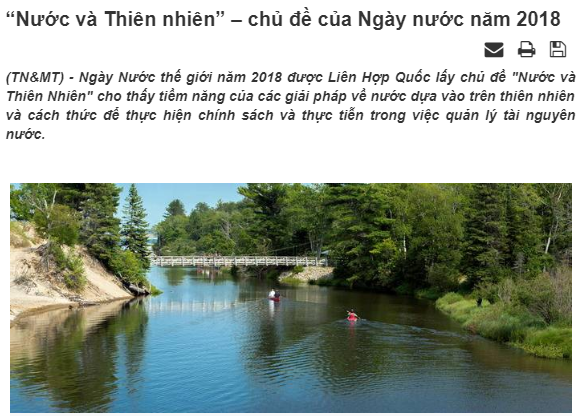 “Nước và Thiên nhiên” – chủ đề của Ngày nước năm 2018
(TN&MT) - Ngày Nước thế giới năm 2018 được Liên Hợp Quốc lấy chủ đề "Nước và
Thiên Nhiên" cho thấy tiềm năng của các giải pháp về nước dựa vào trên thiên nhiên
và cách thức để thực hiện chính sách và thực tiễn trong việc quản lý tài nguyên
nước.